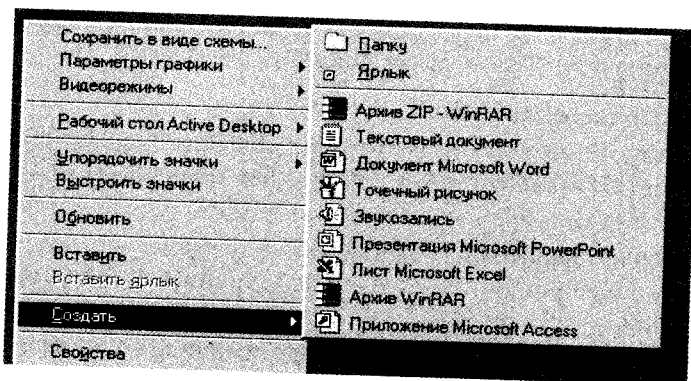 Сохранить в виде схемы...
Параметры графики
Видеорежимы
Рабочий стол Active Desktop
Упорядочить значки
Выстроить значки
Обновить
Вставить
Вставить ярлык
Создать
Свойства
Папку
Ярлык
Архив ZIP - WinRAR
Текстовый документ
Документ Microsoft Word
Точечный рисунок
Звукозапись
Презентация Microsoft PowerPoint
Лист Microsoft Excel
Архив WinRAR
Приложение Microsoft Access